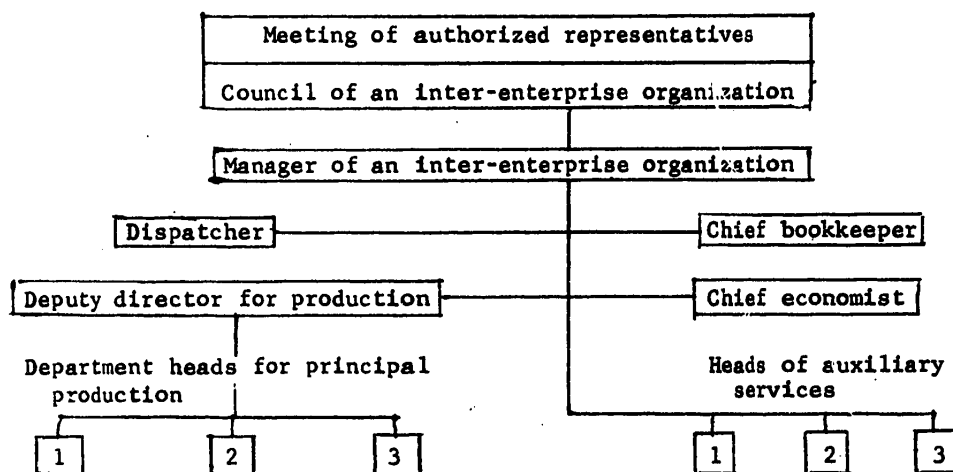 Meeting of authorized representatives
Council of an inter-enterprise organization
Manager of an inter-enterprise organization
Dispatcher
Chief bookkeeper
Deputy director for production
Chief economist
Department heads for principal
production
Heads of auxiliary
services
1
2
3
1
2
3